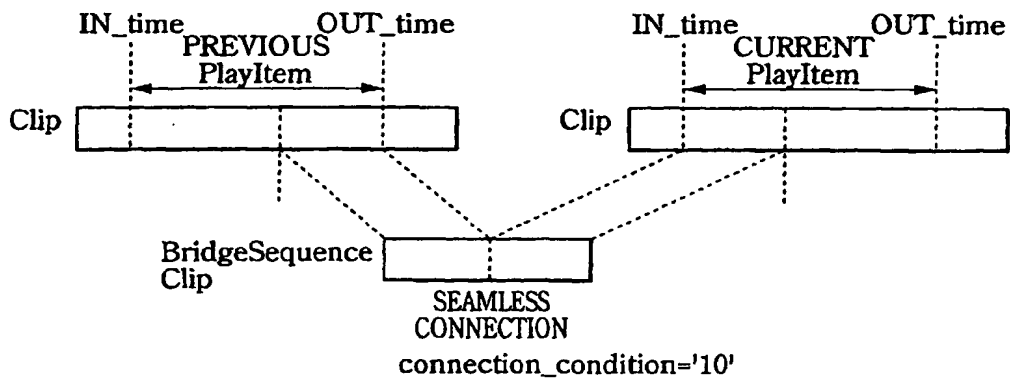 IN_time OUT_time
PREVIOUS
PlayItem
Clip
IN_time OUT_time
CURRENT
PlayItem
Clip
BridgeSequence
Clip
SEAMLESS
CONNECTION
connection_condition='10'